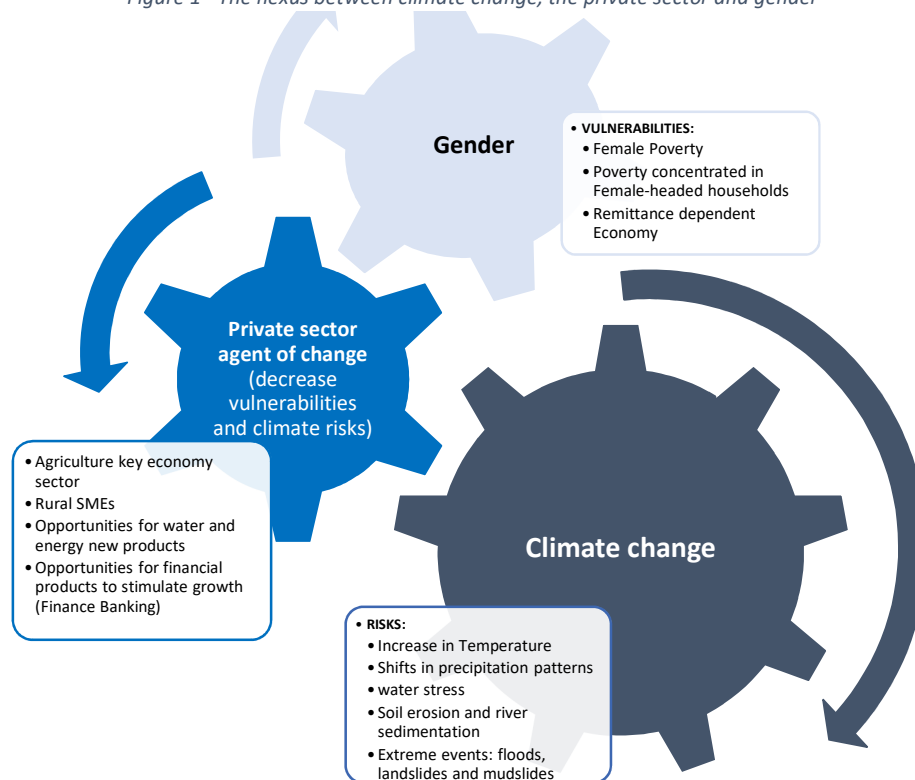 Figure 1 - The nexus between climate change, the private sector and gender
Gender
• VULNERABILITIES:
• Female Poverty
• Poverty concentrated in
Female-headed households
• Remittance dependent
Economy
Private sector
agent of change
(decrease
vulnerabilities
and climate risks)
• Agriculture key economy
sector
• Rural SMEs
• Opportunities for water and
energy new products
• Opportunities for financial
products to stimulate growth
(Finance Banking)
Climate change
• RISKS:
• Increase in Temperature
• Shifts in precipitation patterns
• water stress
• Soil erosion and river
sedimentation
• Extreme events: floods,
landslides and mudslides